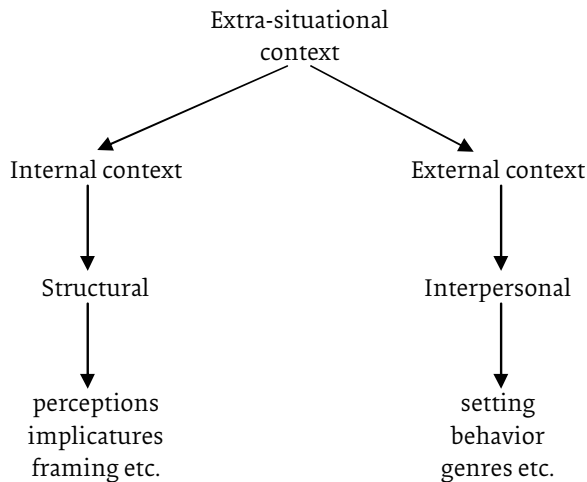 Extra-situational
context
Internal context
External context
Structural
Interpersonal
perceptions
implicatures
framing etc.
setting
behavior
genres etc.